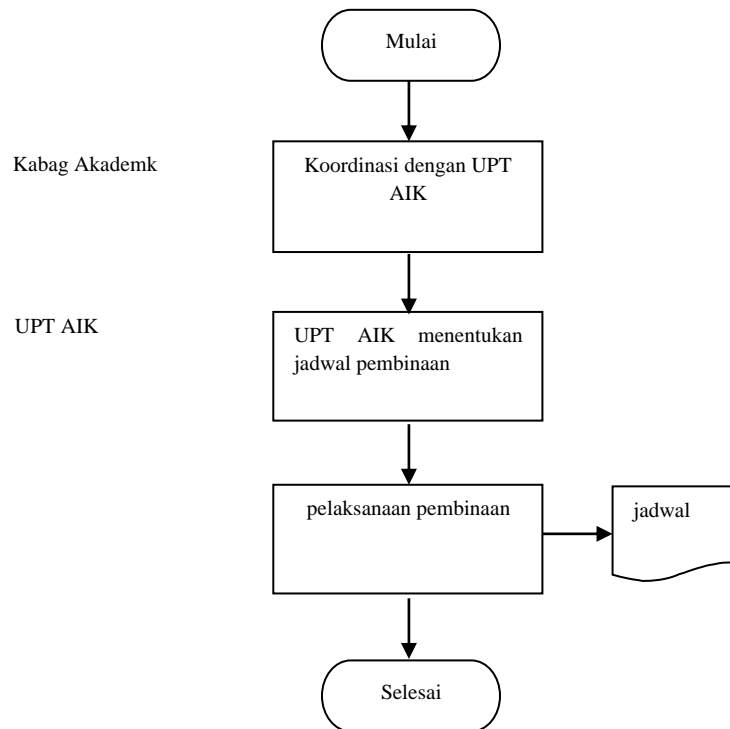 Mulai
Kabag Akademk
Koordinasi dengan UPT
AIK
UPT AIK
UPT AIK menentukan
jadwal pembinaan
pelaksanaan pembinaan
jadwal
Selesai